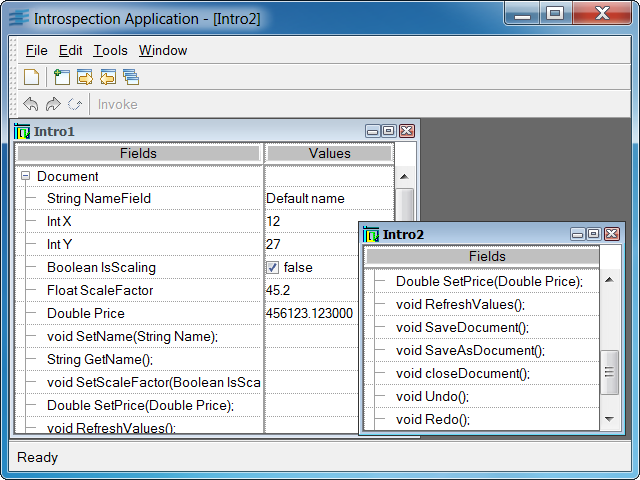 Introspection Application - [Intro2]
File Edit Tools Window
Invoke
Intro1
Fields Values
Document
String NameField Default name
Int X 12
Int Y 27
Boolean IsScaling false
Float ScaleFactor 45.2
Double Price 456123.123000
void SetName(String Name);
String GetName();
void SetScaleFactor(Boolean IsSca
Double SetPrice(Double Price);
void RefreshValues();
Intro2
Fields
Double SetPrice(Double Price);
void RefreshValues();
void SaveDocument();
void SaveAsDocument();
void closeDocument();
void Undo();
void Redo();
Ready